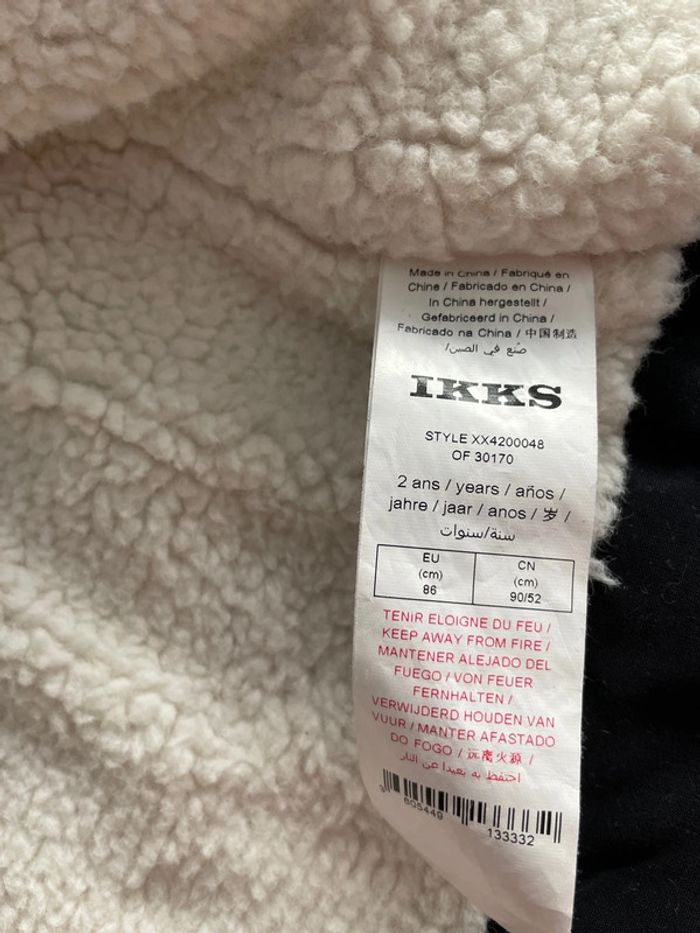 Made in China / Fabriqué en
Chine / Fabricado en China /
In China hergestellt /
Gefabriceerd in China /
Fabricado na China / 中国制造
صنع في الصين/
IKKS
STYLE XX4200048
OF 30170
2 ans / years / años /
jahre / jaar / anos / 岁 /
سنة/سنوات
EU CN
(cm) (cm)
86 90/52
TENIR ELOIGNE DU FEU /
KEEP AWAY FROM FIRE /
MANTENER ALEJADO DEL
FUEGO / VON FEUER
FERNHALTEN /
VERWIJDERD HOUDEN VAN
VUUR / MANTER AFASTADO
DO FOGO / 远离火源 /
احتفظ به بعيدا عن النار
3 605449 133332